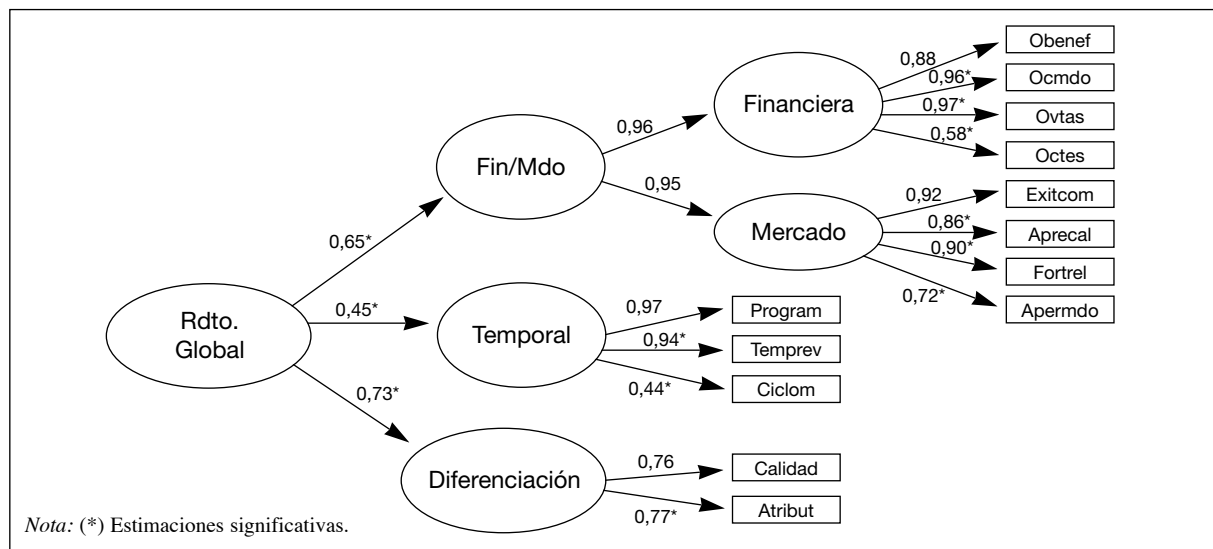 Obenef
0,88
Ocmdo
0,96*
Financiera
Ovtas
0,97*
0,96
Octes
0,58*
Fin/Mdo
Exitcom
0,95
0,92
Aprecal
0,86*
Mercado
0,65*
Fortrel
0,90*
Apermdo
0,72*
Rdto.
Global
0,45*
Temporal
0,97
Program
0,94*
Temprev
0,44*
Ciclom
0,73*
Diferenciación
0,76
Calidad
0,77*
Atribut
Nota: (*) Estimaciones significativas.